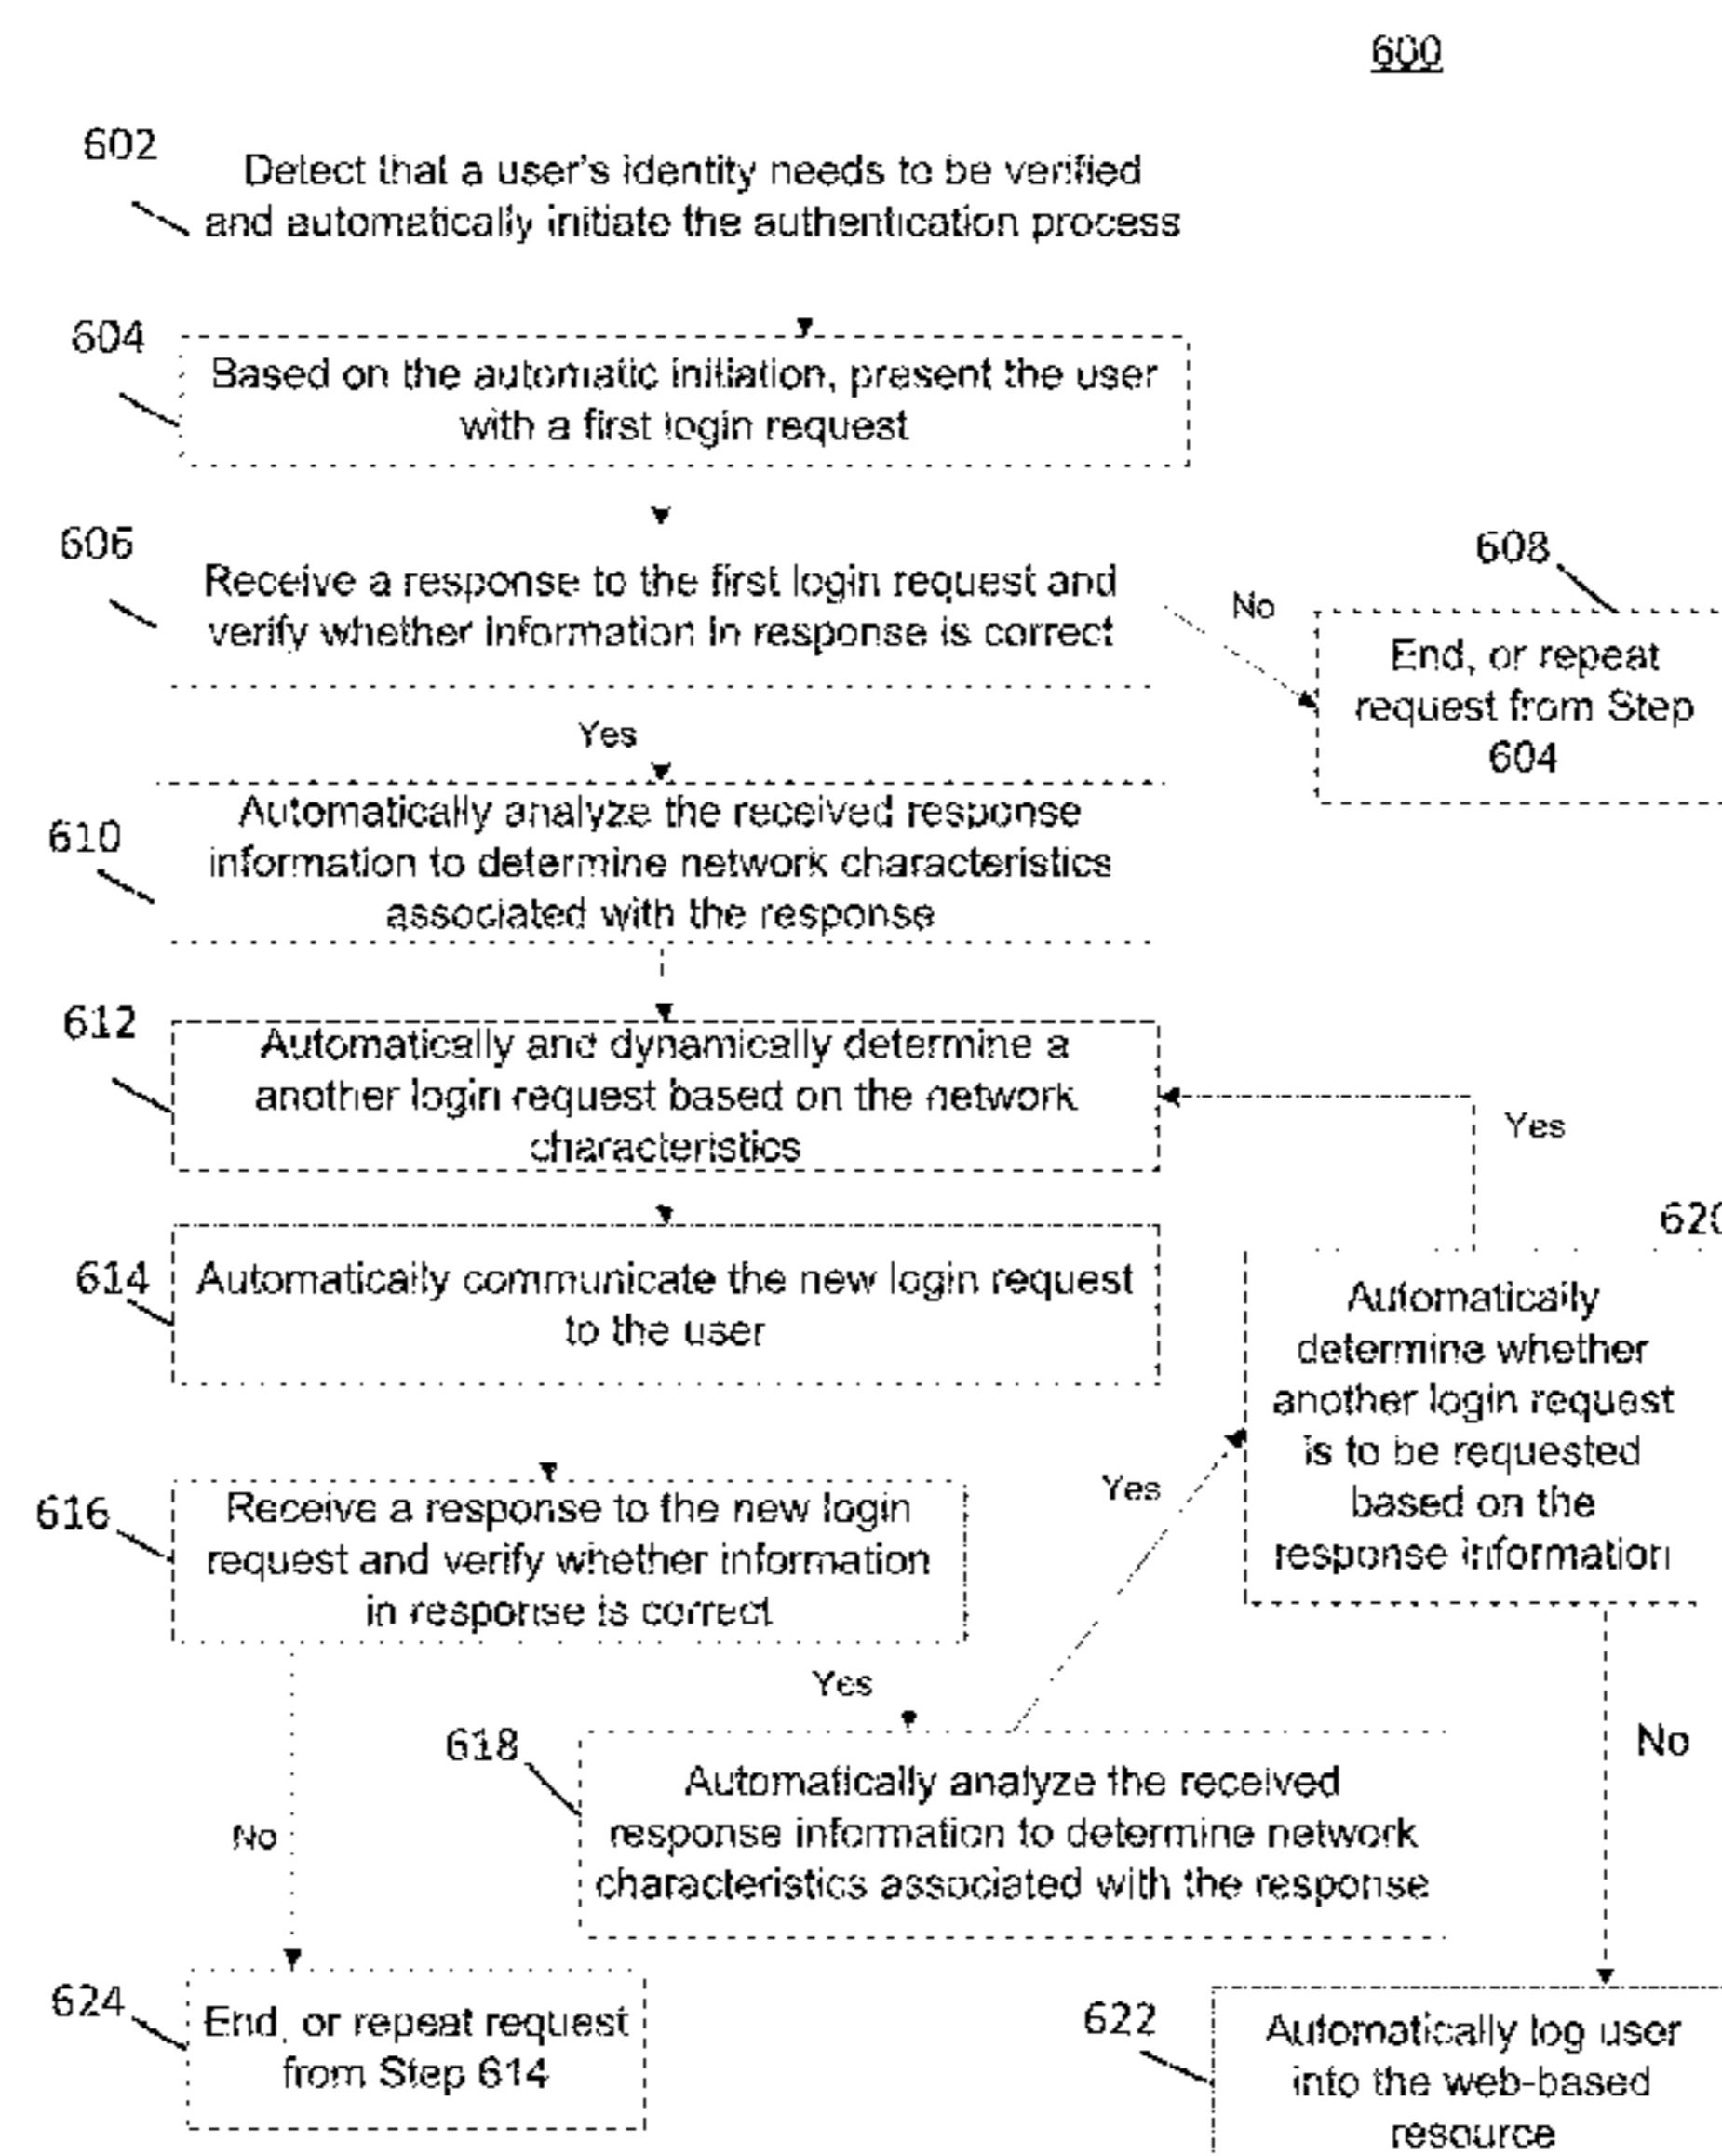 600
602
Detect that a user's identity needs to be verified
and automatically initiate the authentication process
604
Based on the automatic initiation, present the user
with a first login request
606
Receive a response to the first login request and
verify whether information in response is correct
No
608
End, or repeat
request from Step
604
Yes
610
Automatically analyze the received response
information to determine network characteristics
associated with the response
612
Automatically and dynamically determine a
another login request based on the network
characteristics
Yes
614
Automatically communicate the new login request
to the user
620
Automatically
determine whether
another login request
is to be requested
based on the
response information
616
Receive a response to the new login
request and verify whether information
in response is correct
Yes
Yes
618
Automatically analyze the received
response information to determine network
characteristics associated with the response
No
No
624
End, or repeat request
from Step 614
622
Automatically log user
into the web-based
resource